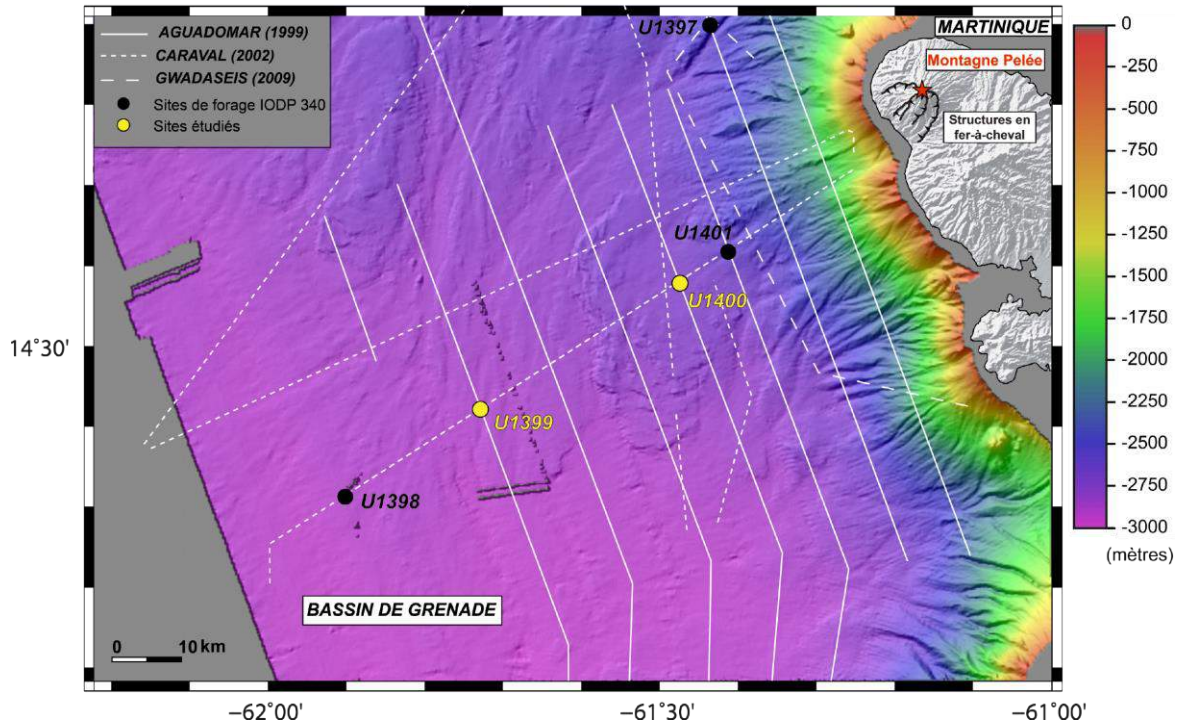 AGUADOMAR (1999)
CARAVAL (2002)
GWADASEIS (2009)
Sites de forage IODP 340
Sites étudiés
U1397
MARTINIQUE
Montagne Pelée
Structures en
fer-à-cheval
U1401
U1400
U1399
U1398
14°30'
BASSIN DE GRENADE
0 10 km
−62°00'
−61°30'
−61°00'
0
-250
-500
-750
-1000
-1250
-1500
-1750
-2000
-2250
-2500
-2750
-3000
(mètres)